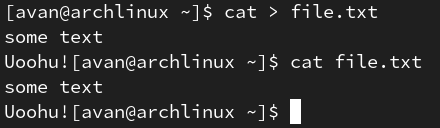 [avan@archlinux ~]$ cat > file.txt
some text
Uoohu![avan@archlinux ~]$ cat file.txt
some text
Uoohu![avan@archlinux ~]$